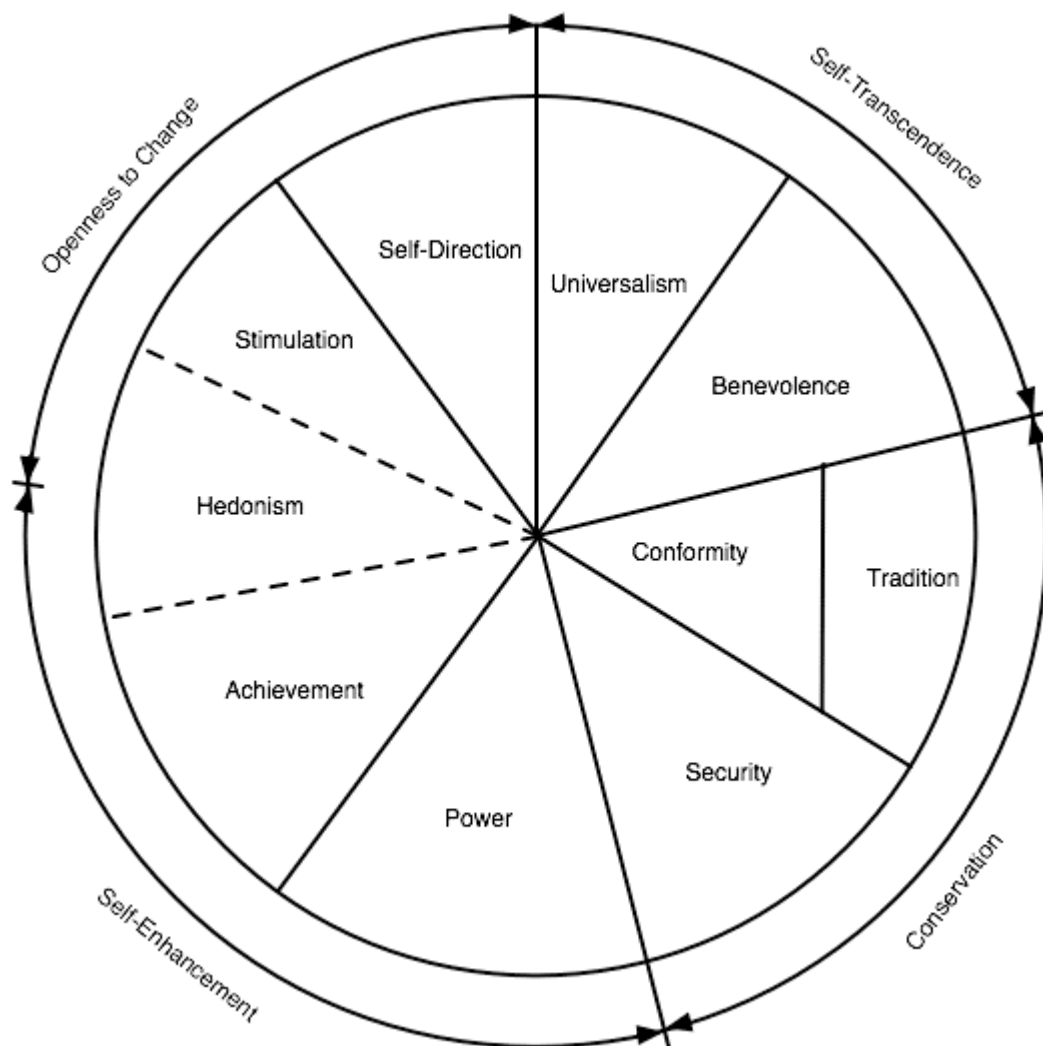 Openness to Change
Self-Transcendence
Self-Direction
Universalism
Stimulation
Benevolence
Hedonism
Conformity
Tradition
Achievement
Security
Power
Self-Enhancement
Conservation